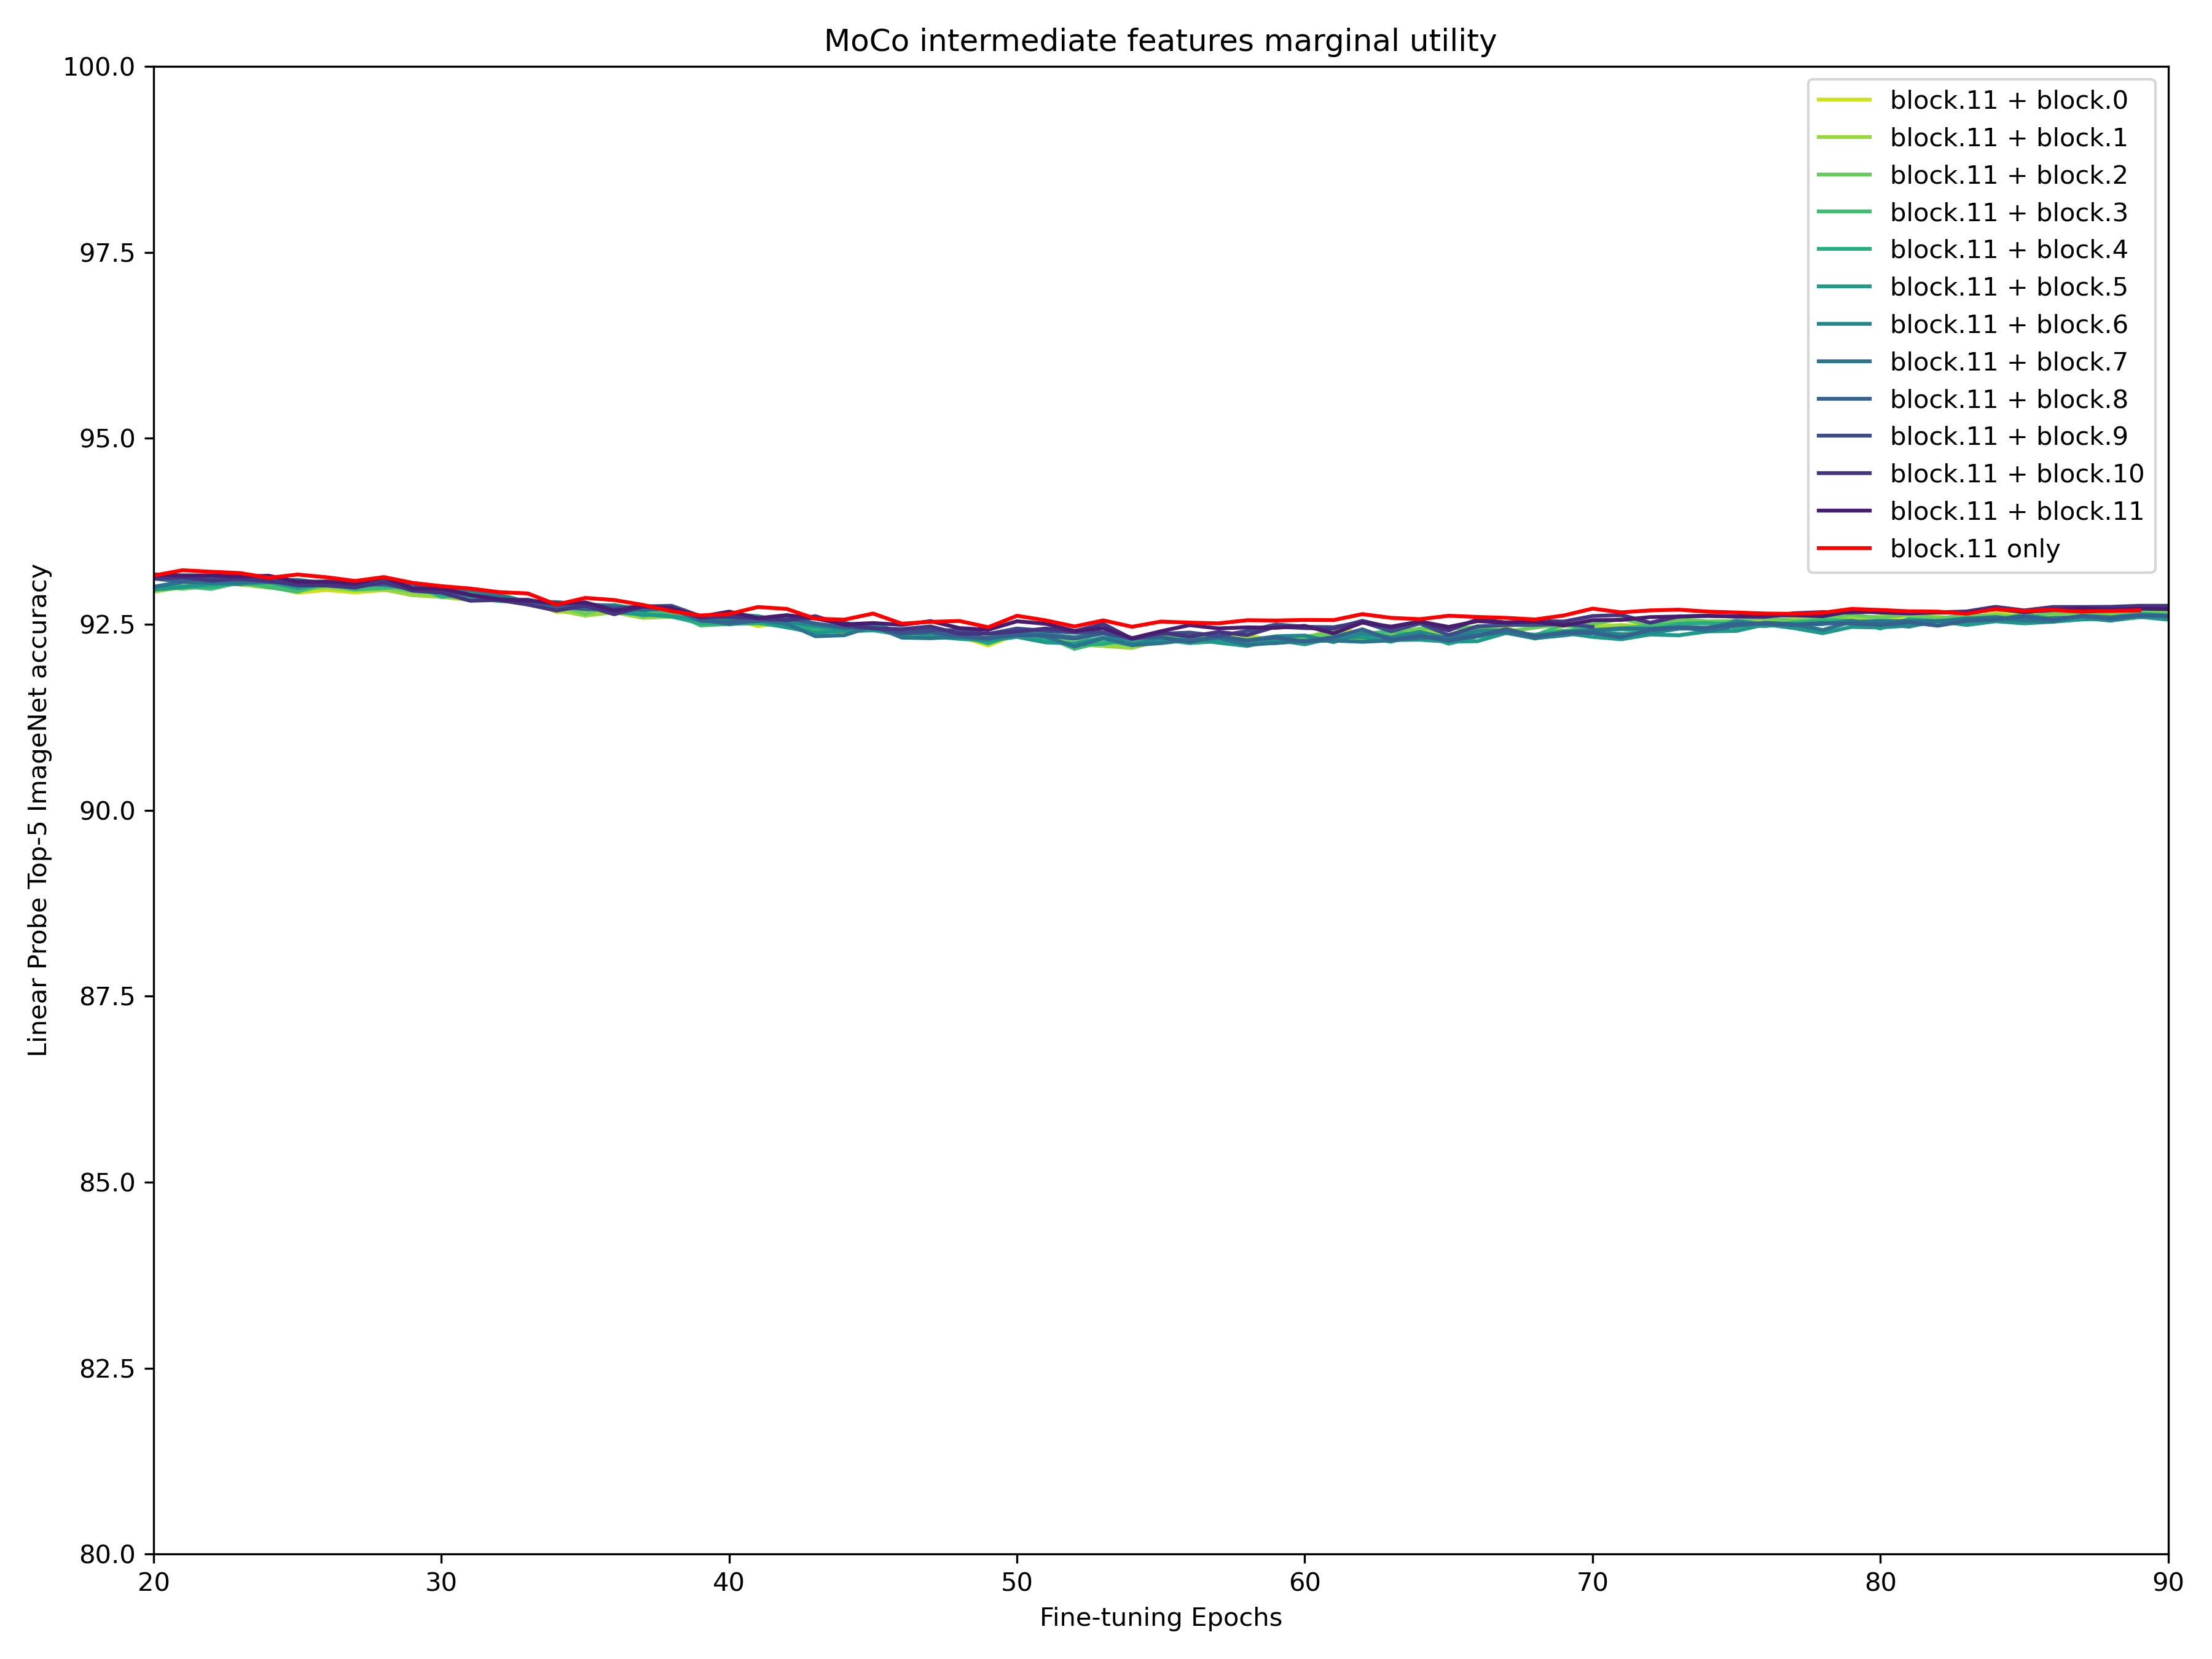 MoCo intermediate features marginal utility
100.0
97.5
95.0
92.5
90.0
87.5
85.0
82.5
80.0
Linear Probe Top-5 ImageNet accuracy
block.11 + block.0
block.11 + block.1
block.11 + block.2
block.11 + block.3
block.11 + block.4
block.11 + block.5
block.11 + block.6
block.11 + block.7
block.11 + block.8
block.11 + block.9
block.11 + block.10
block.11 + block.11
block.11 only
20 30 40 50 60 70 80 90
Fine-tuning Epochs